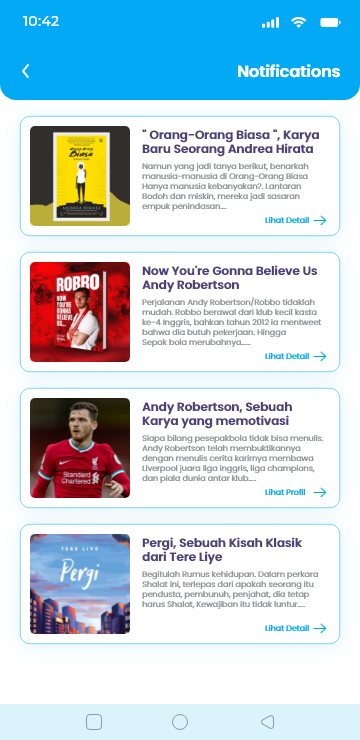 10:42
Notifications
" Orang-Orang Biasa ", Karya
Baru Seorang Andrea Hirata
Namun yang jadi tanya berikut, benarkah
manusia-manusia di Orang-Orang Biasa
Hanya manusia kebanyakan?. Lantaran
Bodoh dan miskin, mereka jadi sasaran
empuk penindasan....
Lihat Detail
Biasa
ANDREA HIRATA
Now You're Gonna Believe Us
Andy Robertson
Perjalanan Andy Robertson/Robbo tidaklah
mudah. Robbo berawal dari klub kecil kasta
ke-4 Inggris, bahkan tahun 2012 ia mentweet
bahwa dia butuh pekerjaan. Hingga
Sepak bola merubahnya.....
Lihat Detail
ROBBO
NOW
YOU'RE
GONNA
BELIEVE
US...
Andy Robertson, Sebuah
Karya yang memotivasi
Siapa bilang pesepakbola tidak bisa menulis.
Andy Robertson telah membuktikannya
dengan menulis cerita karirnya membawa
Liverpool juara liga inggris, liga champions,
dan piala dunia antar klub....
Lihat Profil
Standard
Chartered
Pergi, Sebuah Kisah Klasik
dari Tere Liye
Begitulah Rumus kehidupan. Dalam perkara
Shalat ini, terlepas dari apakah seorang itu
pendusta, pembunuh, penjahat, dia tetap
harus Shalat, Kewajiban itu tidak luntur....
Lihat Detail
TERE LIYE
Pergi